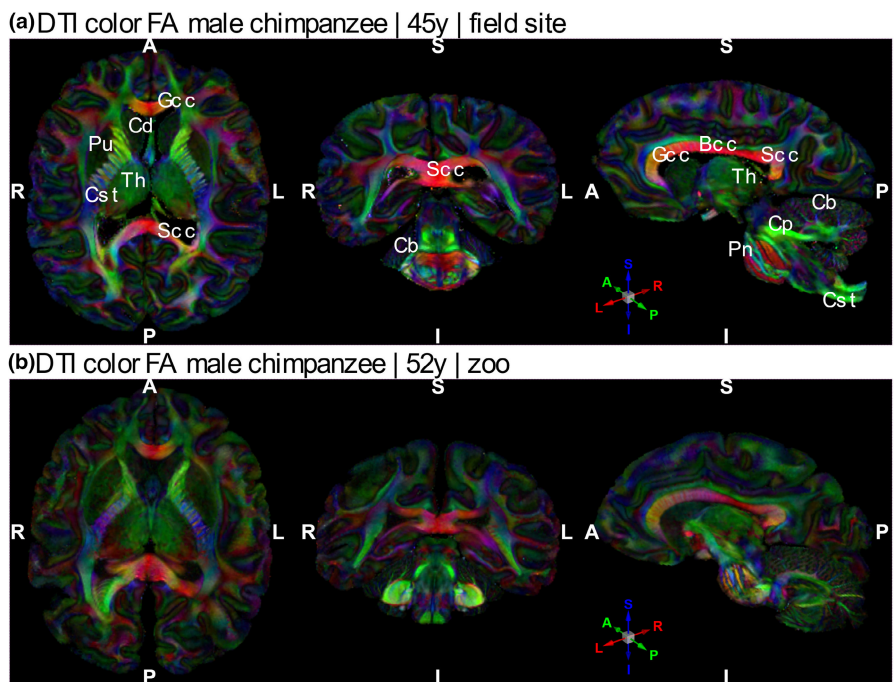 (a) DTI color FA male chimpanzee | 45y | field site
A S S
Gcc
Cd
Pu
Th
Cst
Scc
R L
P
Scc
Cb
R L
I
Gcc Bcc Scc
Th
Cb
Cp
Pn
Cst
A P
I
S
A R
L P
I
(b) DTI color FA male chimpanzee | 52y | zoo
A S S
R L R L A P
S
A R
L P
I
P I I